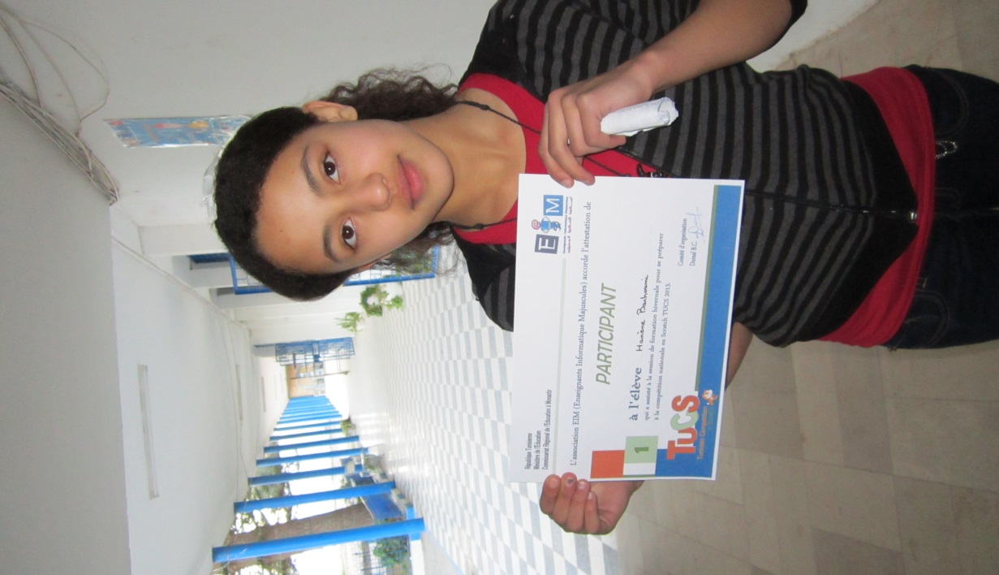 République Tunisienne
Ministère de l'Education
Commissariat Régional de l'Education à Monastir
E M
L'association EIM (Enseignants Informatique Majuscules) accorde l'attestation de
PARTICIPANT
à l'élève Hanène
qui a assisté à la session de formation hivernale pour se préparer
à la compétition nationale en Scratch TUCS 2013.
Comité d'organisation
1
TuCS